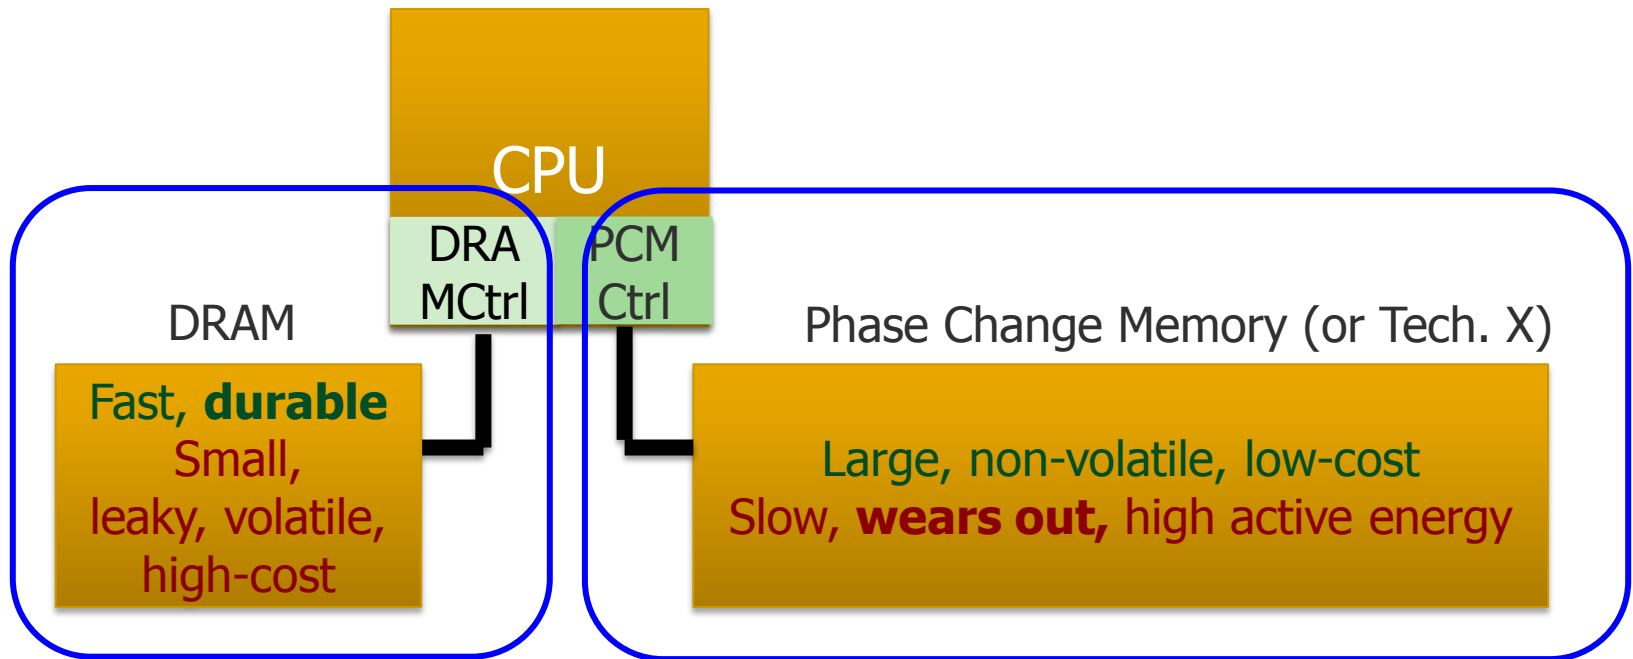 CPU
DRA
MCtrl
PCM
Ctrl
DRAM
Fast, durable
Small,
leaky, volatile,
high-cost
Phase Change Memory (or Tech. X)
Large, non-volatile, low-cost
Slow, wears out, high active energy